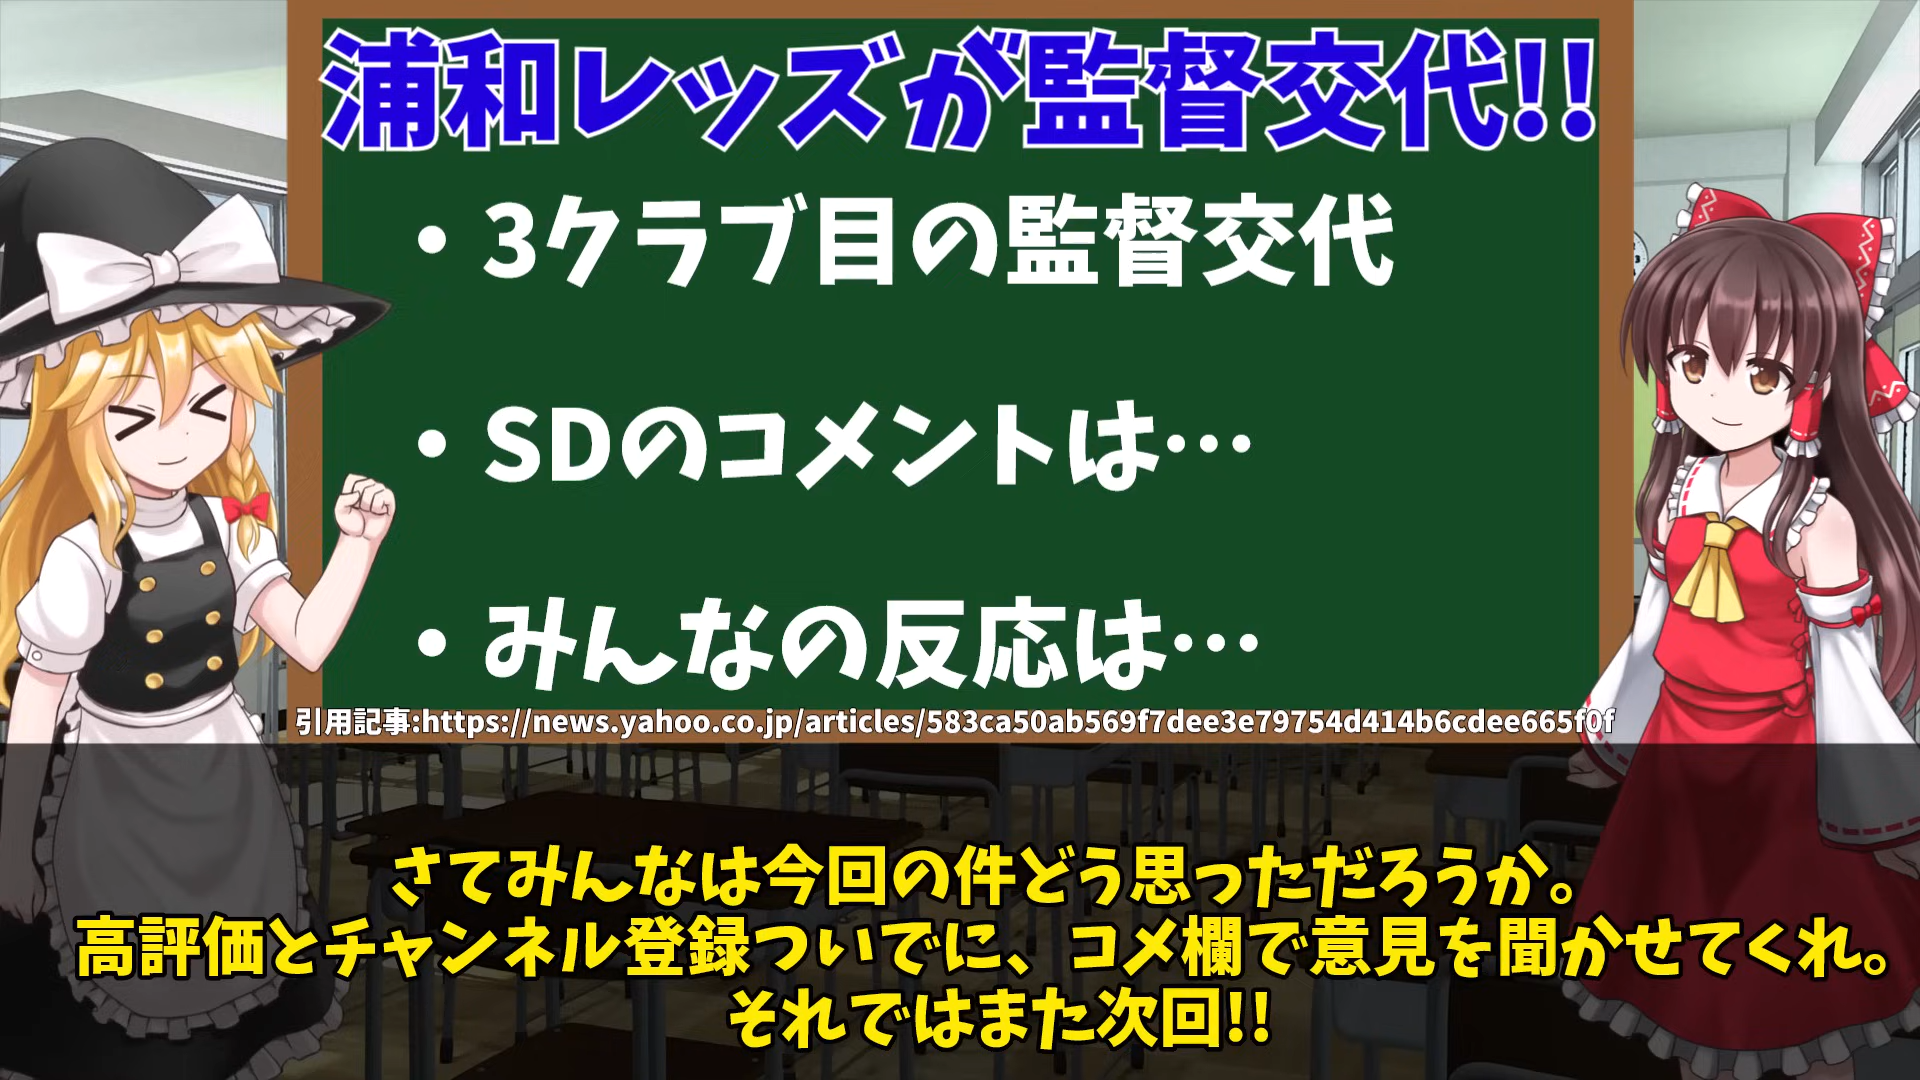 浦和レッズが監督交代!!
・3クラブ目の監督交代
・SDのコメントは…
・みんなの反応は…
引用記事:https://news.yahoo.co.jp/articles/583ca50ab569f7dee3e79754d414b6cdee665f0f
さてみんなは今回の件どう思っただろうか。
高評価とチャンネル登録ついでに、コメ欄で意見を聞かせてくれ。
それではまた次回!!